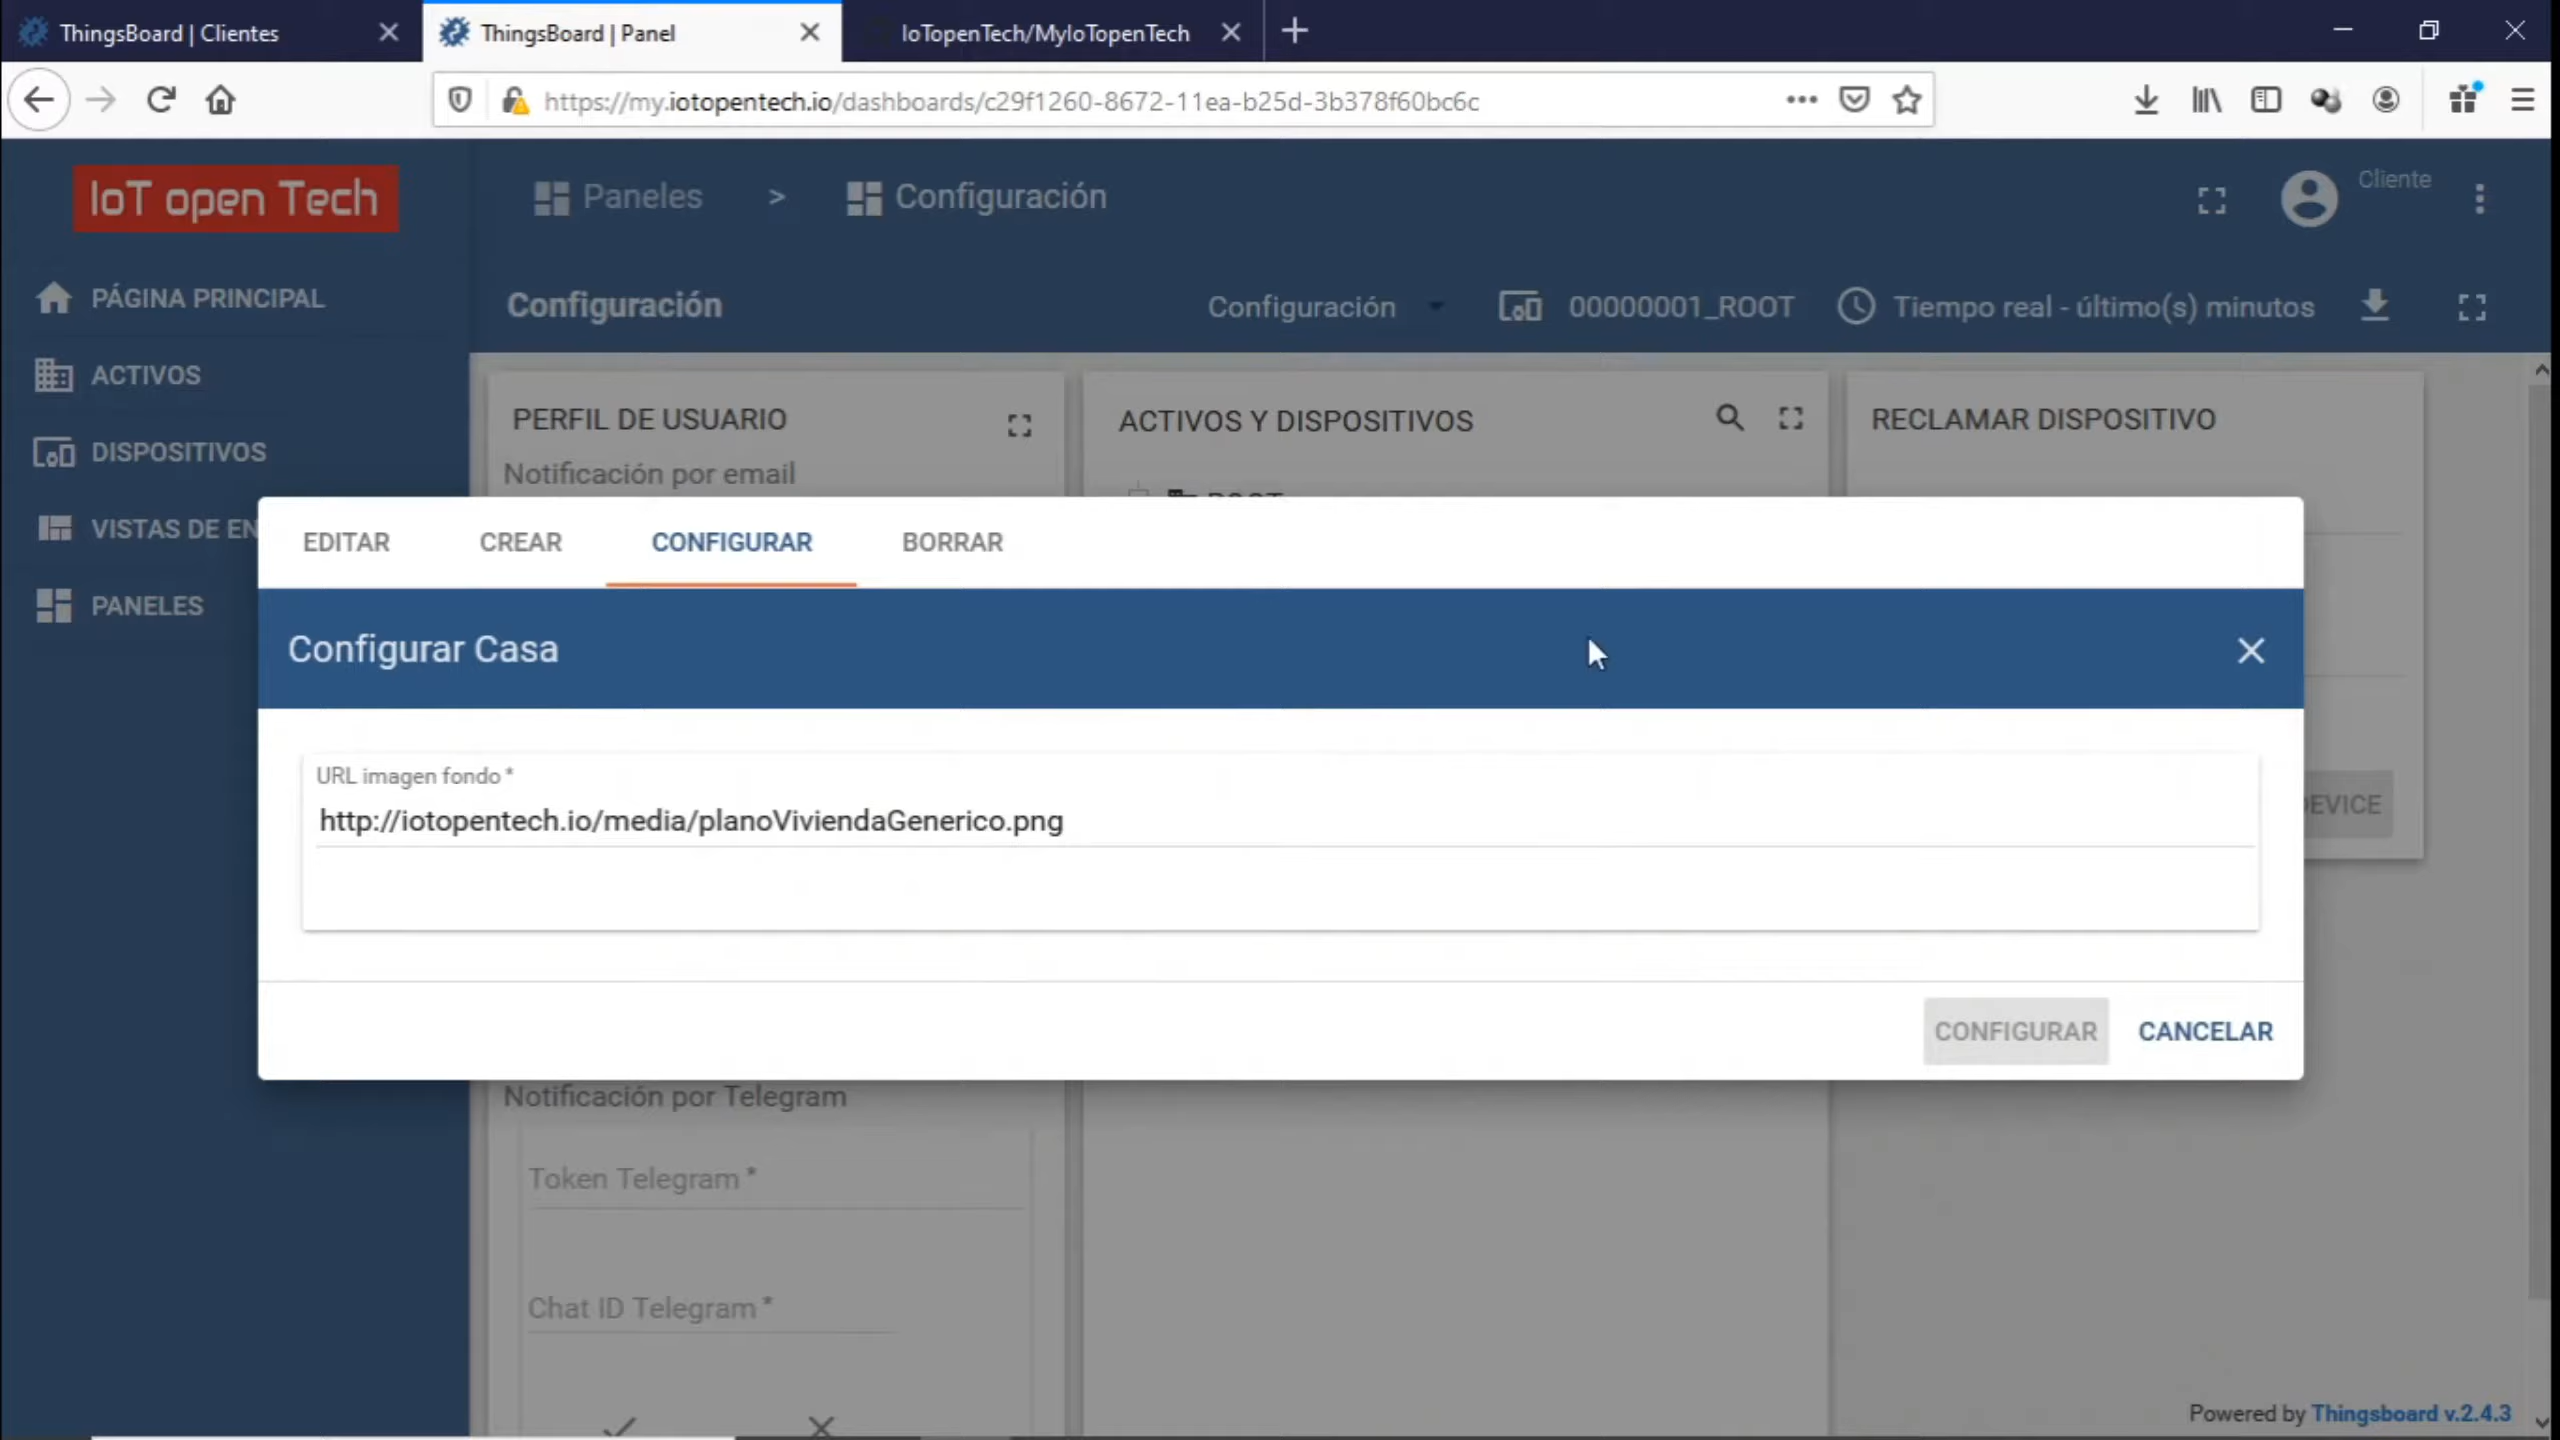 ThingsBoard | Clientes
ThingsBoard | Panel
IoTopenTech/MyIoTopenTech
https://my.iotopentech.io/dashboards/c29f1260-8672-11ea-b25d-3b378f60bc6c
IoT open Tech
Paneles > Configuración
Cliente
PÁGINA PRINCIPAL
ACTIVOS
DISPOSITIVOS
VISTAS DE EN
PANELES
Configuración
Configuración
00000001_ROOT
Tiempo real - último(s) minutos
PERFIL DE USUARIO
Notificación por email
ACTIVOS Y DISPOSITIVOS
ROOT
RECLAMAR DISPOSITIVO
EDITAR
CREAR
CONFIGURAR
BORRAR
Configurar Casa
URL imagen fondo *
http://iotopentech.io/media/planoViviendaGenerico.png
EVICE
CONFIGURAR
CANCELAR
Notificación por Telegram
Token Telegram *
Chat ID Telegram *
Powered by Thingsboard v.2.4.3